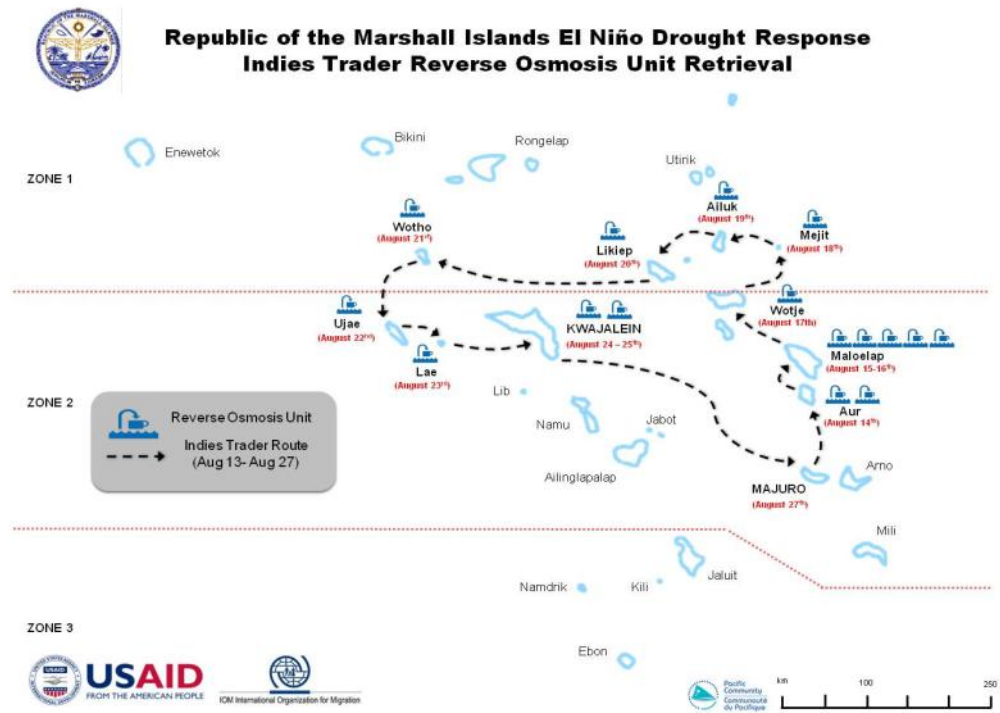 Republic of the Marshall Islands El Niño Drought Response
Indies Trader Reverse Osmosis Unit Retrieval
Enewetok
Bikini
Rongelap
Utirik
ZONE 1
Ailuk
(August 19th)
Wotho
(August 21st)
Likiep
(August 20th)
Mejit
(August 18th)
Wotje
(August 17th)
Ujae
(August 22nd)
KWAJALEIN
(August 24 – 25th)
Maloelap
(August 15-16th)
Lae
(August 23rd)
Lib
ZONE 2
Aur
(August 14th)
Namu
Jabot
Reverse Osmosis Unit
Indies Trader Route
(Aug 13- Aug 27)
Ailinglapalap
Arno
MAJURO
(August 27th)
Mili
Jaluit
Namdrik
Kili
ZONE 3
Ebon
USAID
FROM THE AMERICAN PEOPLE
IOM International Organization for Migration
Pacific
Community
Communauté
du Pacifique
km
100
250